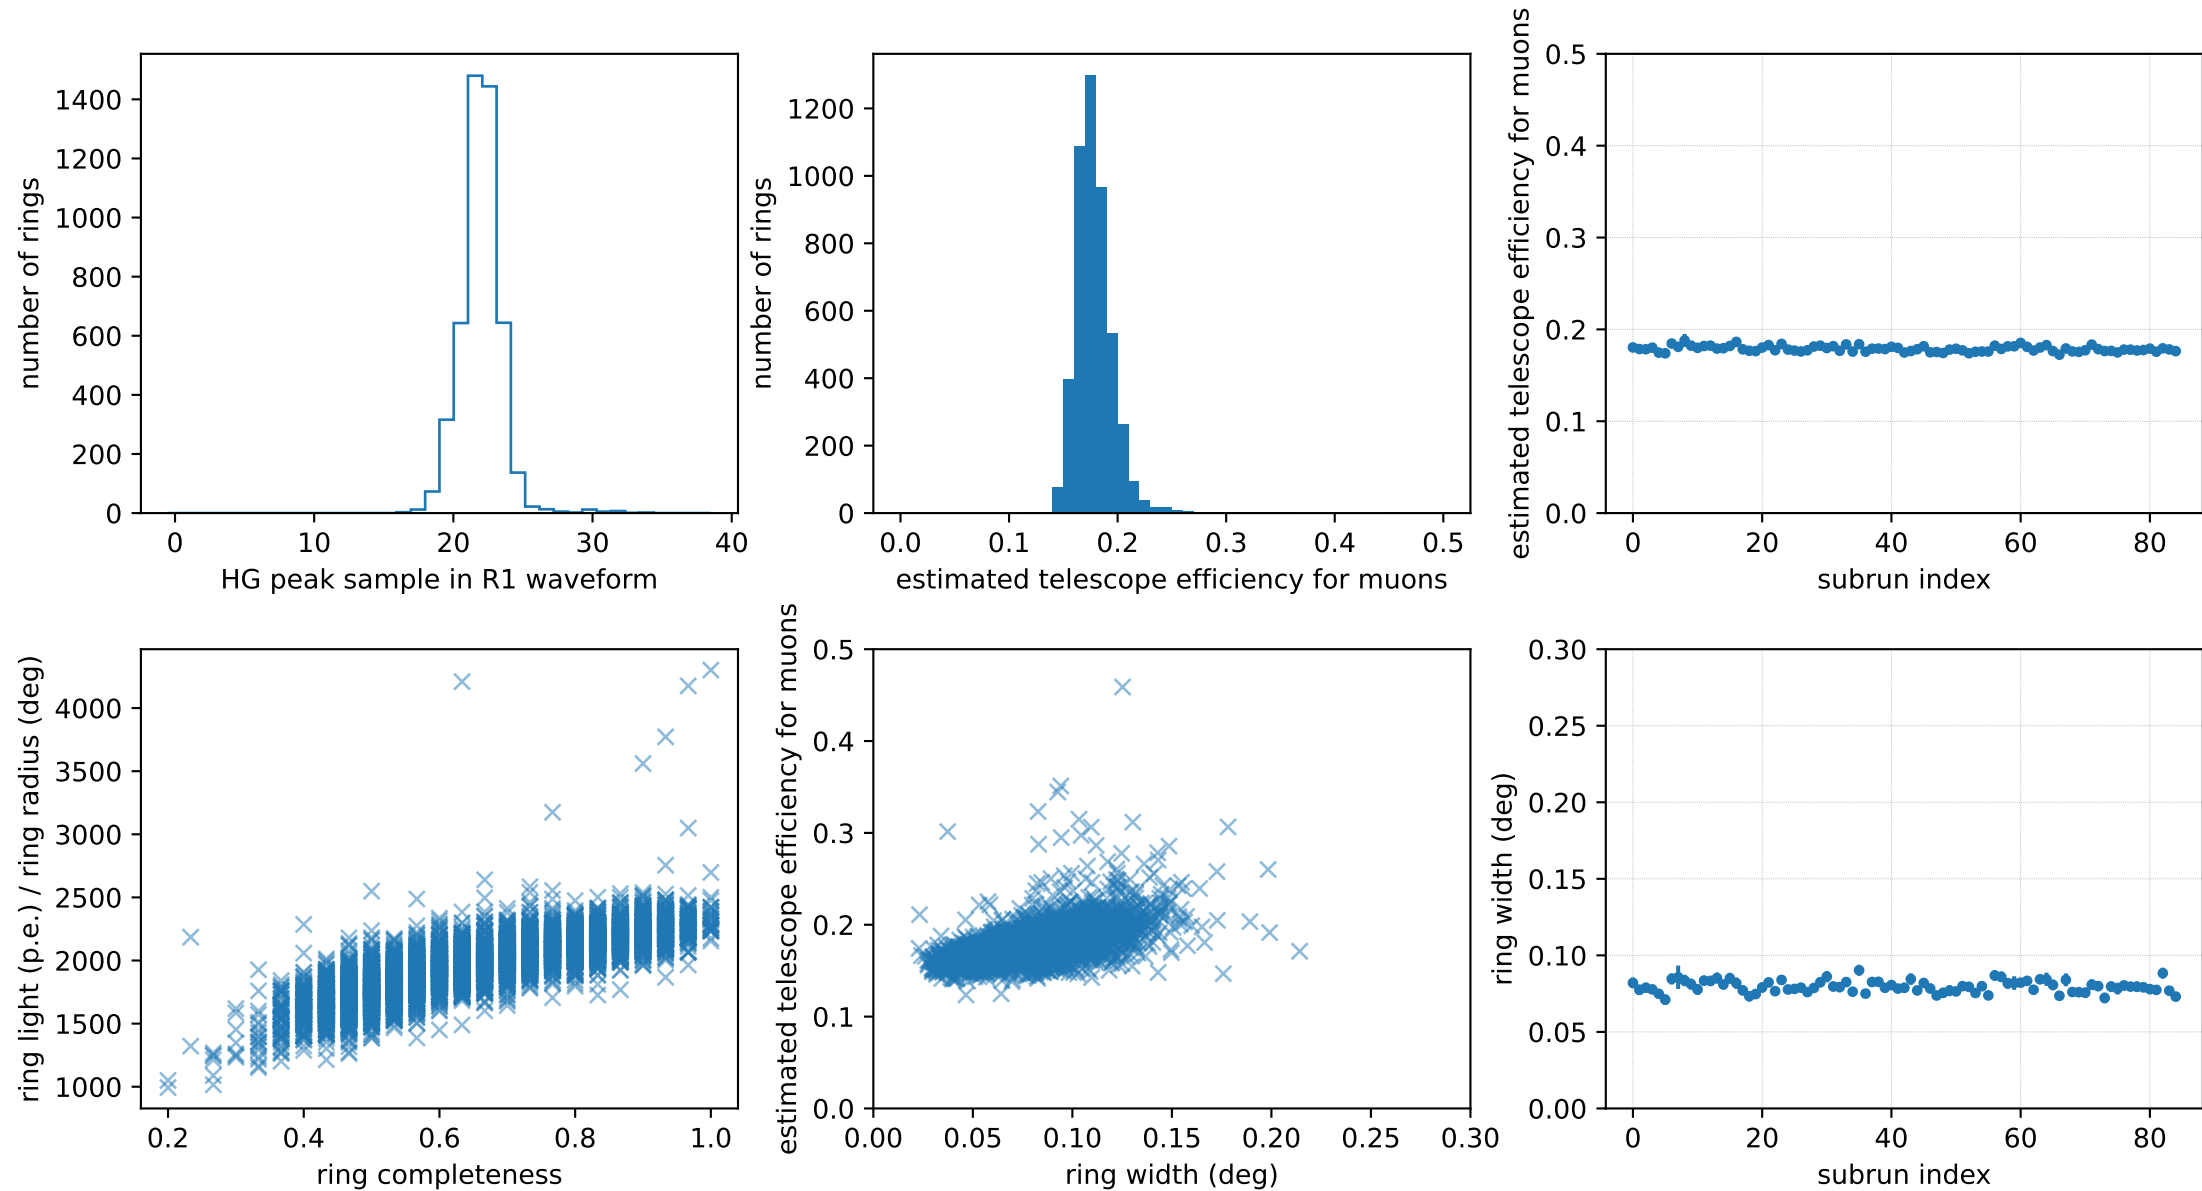 number of rings
1400
1200
1000
800
600
400
200
0
0 10 20 30 40
HG peak sample in R1 waveform
number of rings
1200
1000
800
600
400
200
0
0.0 0.1 0.2 0.3 0.4 0.5
estimated telescope efficiency for muons
estimated telescope efficiency for muons
0.5
0.4
0.3
0.2
0.1
0.0
0 20 40 60 80
subrun index
ring light (p.e.) / ring radius (deg)
4000
3500
3000
2500
2000
1500
1000
0.2 0.4 0.6 0.8 1.0
ring completeness
estimated telescope efficiency for muons
0.5
0.4
0.3
0.2
0.1
0.0
0.00 0.05 0.10 0.15 0.20 0.25 0.30
ring width (deg)
ring width (deg)
0.30
0.25
0.20
0.15
0.10
0.05
0.00
0 20 40 60 80
subrun index